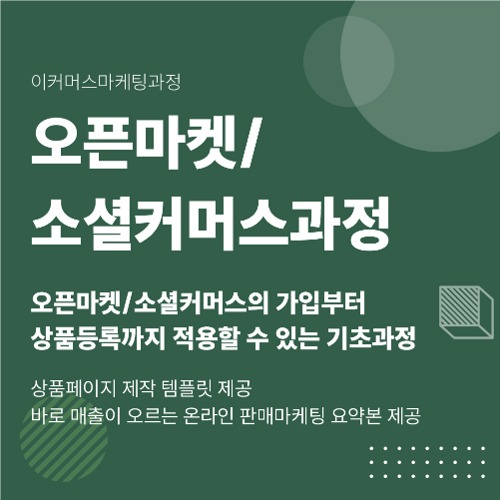 이커머스마케팅과정
오픈마켓/
소셜커머스과정
오픈마켓/소셜커머스의 가입부터
상품등록까지 적용할 수 있는 기초과정
상품페이지 제작 템플릿 제공
바로 매출이 오르는 온라인 판매마케팅 요약본 제공